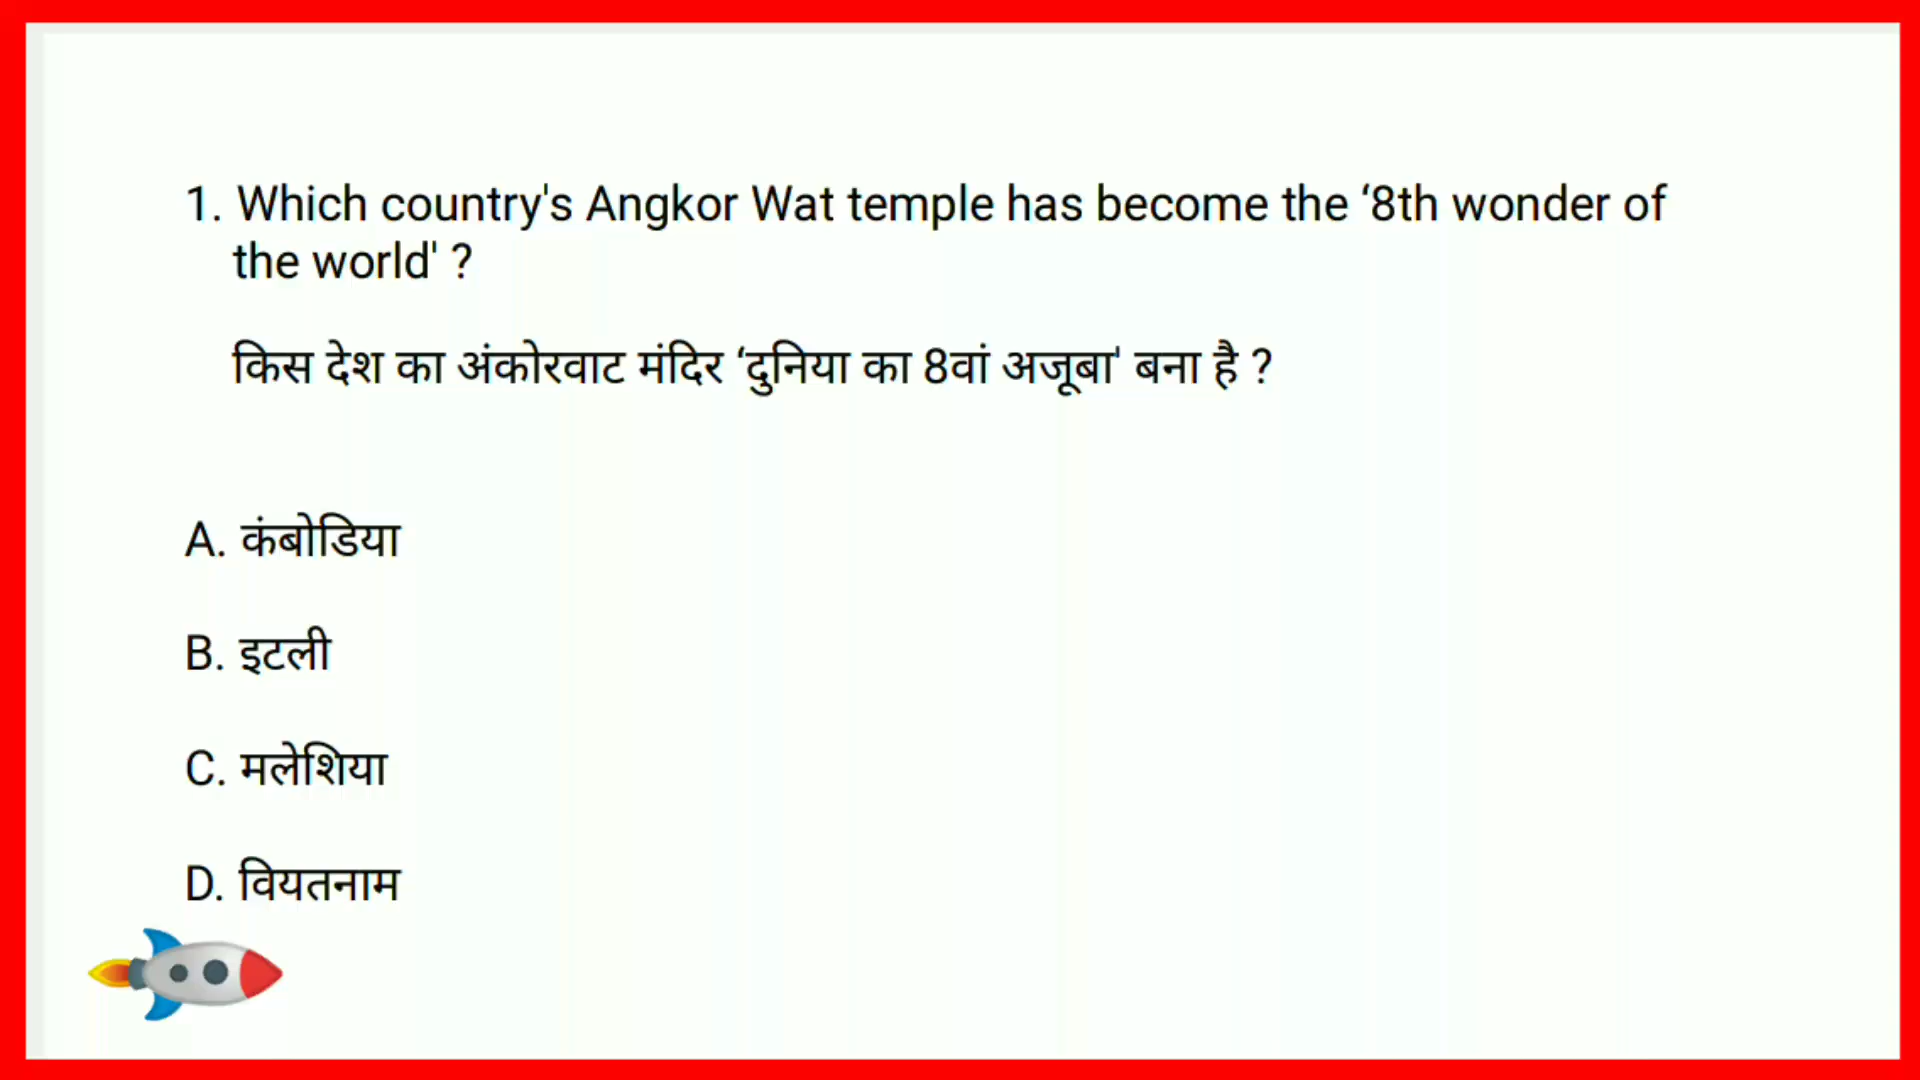 1. Which country's Angkor Wat temple has become the ‘8th wonder of
the world' ?
किस देश का अंकोरवाट मंदिर ‘दुनिया का 8वां अजूबा' बना है ?
A. कंबोडिया
B. इटली
C. मलेशिया
D. वियतनाम